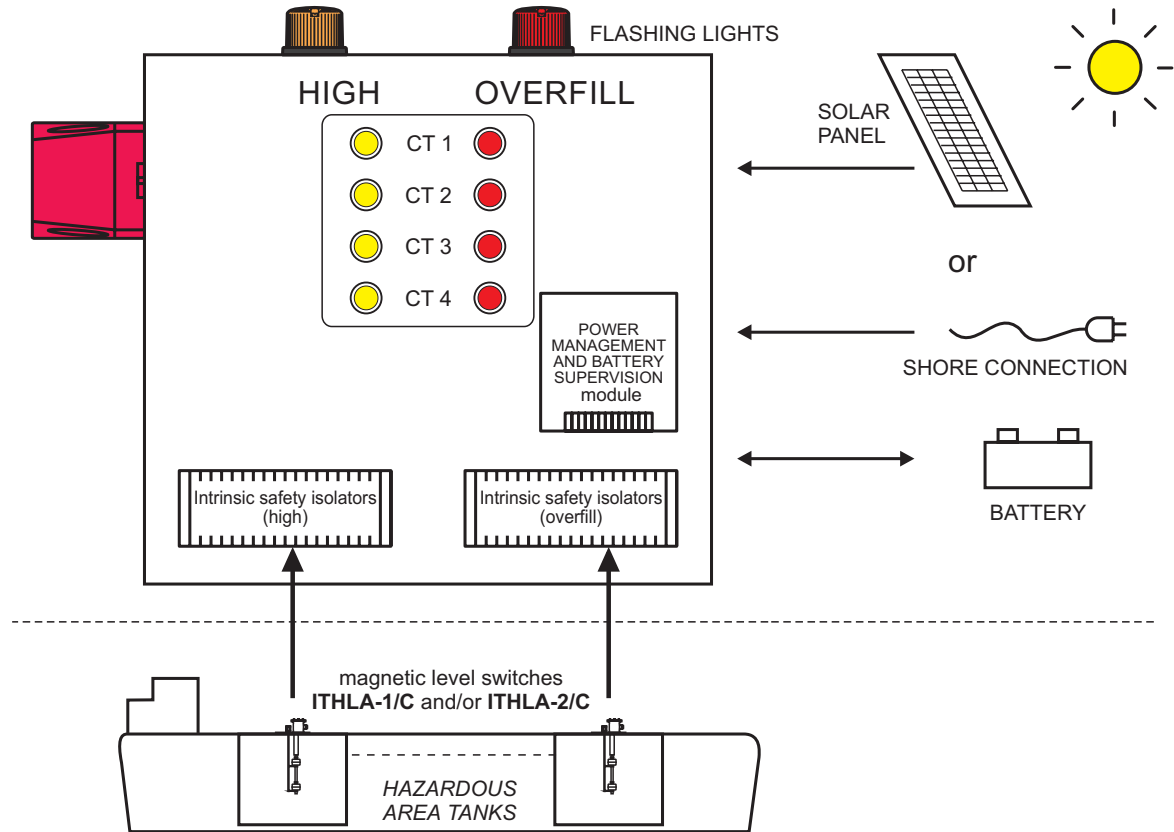 FLASHING LIGHTS
HIGH
OVERFILL
CT 1
CT 2
CT 3
CT 4
SOLAR
PANEL
or
POWER
MANAGEMENT
AND BATTERY
SUPERVISION
module
SHORE CONNECTION
Intrinsic safety isolators
(high)
Intrinsic safety isolators
(overfill)
BATTERY
magnetic level switches
ITHLA-1/C and/or ITHLA-2/C
HAZARDOUS
AREA TANKS